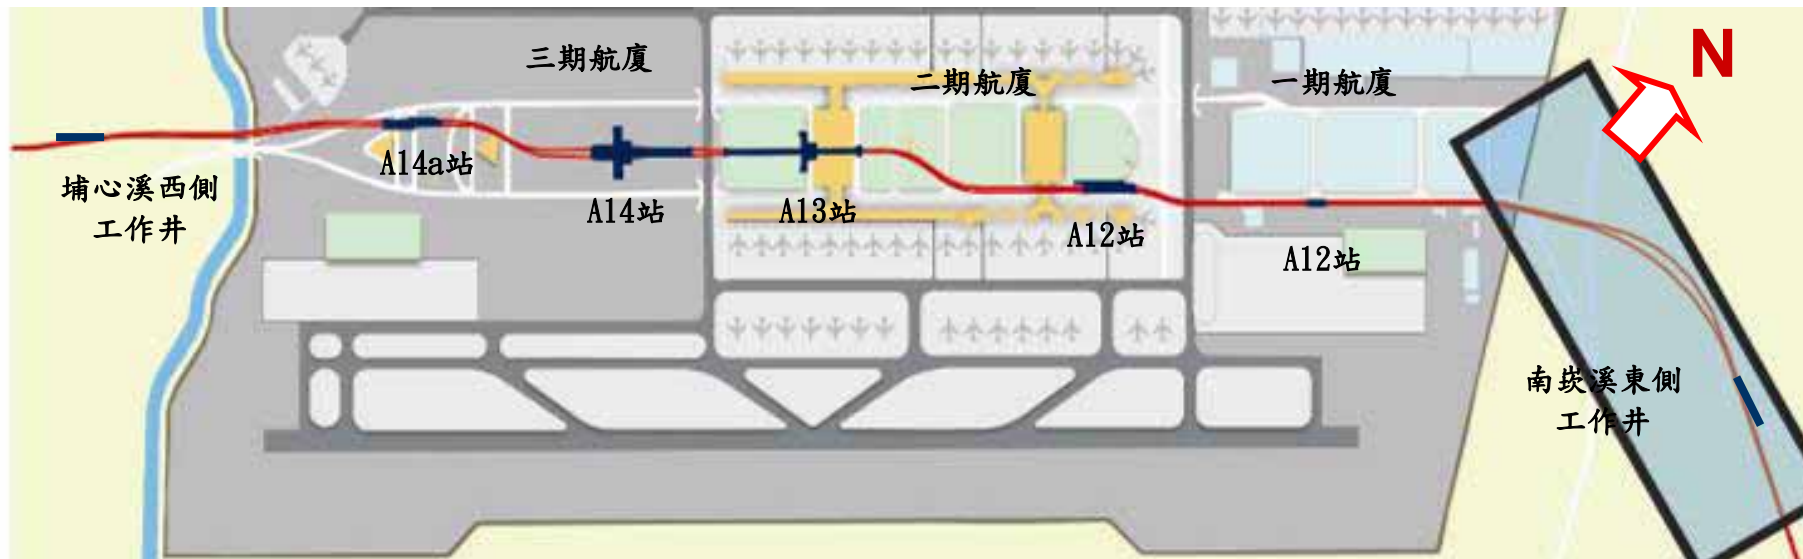 N
三期航廈
二期航廈
一期航廈
A14a站
埔心溪西側
工作井
A14站
A13站
A12站
A12站
南崁溪東側
工作井